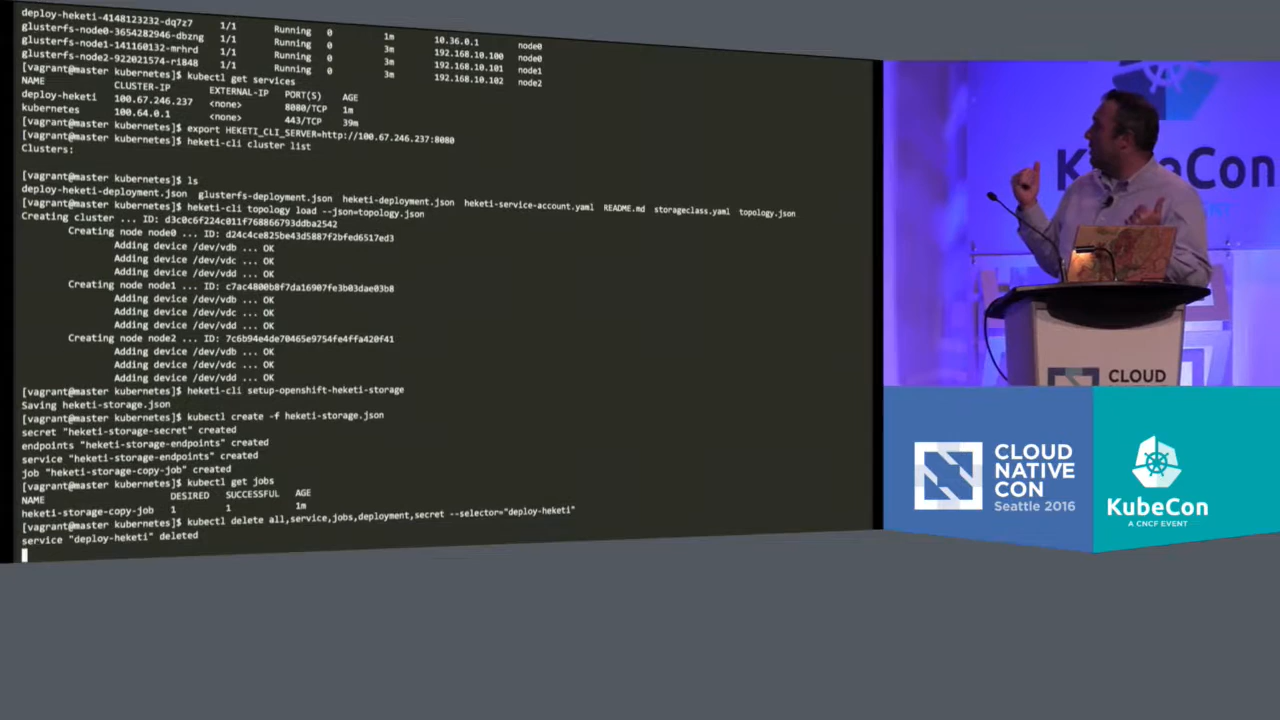 deploy-heketi-4148123232-dq7z7 1/1 Running 0 1m 10.36.0.1 node0
glusterfs-node0-3654282946-dbzng 1/1 Running 0 3m 192.168.10.100 node0
glusterfs-node1-141160132-mrhrd 1/1 Running 0 3m 192.168.10.101 node1
glusterfs-node2-922021574-ri848 1/1 Running 0 3m 192.168.10.102 node2
[vagrant@master kubernetes]$ kubectl get services
NAME CLUSTER-IP EXTERNAL-IP PORT(S) AGE
deploy-heketi 100.67.246.237 <none> 8080/TCP 1m
kubernetes 100.64.0.1 <none> 443/TCP 39m
[vagrant@master kubernetes]$ export HEKETI_CLI_SERVER=http://100.67.246.237:8080
[vagrant@master kubernetes]$ heketi-cli cluster list
Clusters:
[vagrant@master kubernetes]$ ls
deploy-heketi-deployment.json glusterfs-deployment.json heketi-deployment.json heketi-service-account.yaml README.md storageclass.yaml topology.json
[vagrant@master kubernetes]$ heketi-cli topology load --json=topology.json
Creating cluster ... ID: d3c0c6f224c011f768866793ddba2542
Creating node node0 ... ID: d24c4ce825be43d5887f2bfed6517ed3
Adding device /dev/vdb ... OK
Adding device /dev/vdc ... OK
Adding device /dev/vdd ... OK
Creating node node1 ... ID: c7ac4800b8f7da16907fe3b03dae03b8
Adding device /dev/vdb ... OK
Adding device /dev/vdc ... OK
Adding device /dev/vdd ... OK
Creating node node2 ... ID: 7c6b94e4de70465e9754fe4ffa420f41
Adding device /dev/vdb ... OK
Adding device /dev/vdc ... OK
Adding device /dev/vdd ... OK
[vagrant@master kubernetes]$ heketi-cli setup-openshift-heketi-storage
Saving heketi-storage.json
[vagrant@master kubernetes]$ kubectl create -f heketi-storage.json
secret "heketi-storage-secret" created
endpoints "heketi-storage-endpoints" created
service "heketi-storage-endpoints" created
job "heketi-storage-copy-job" created
[vagrant@master kubernetes]$ kubectl get jobs
NAME DESIRED SUCCESSFUL AGE
heketi-storage-copy-job 1 1 1m
[vagrant@master kubernetes]$ kubectl delete all,service,jobs,deployment,secret --selector="deploy-heketi"
service "deploy-heketi" deleted
KubeCon
CLOUD
CLOUD
NATIVE
CON
Seattle 2016
KubeCon
A CNCF EVENT